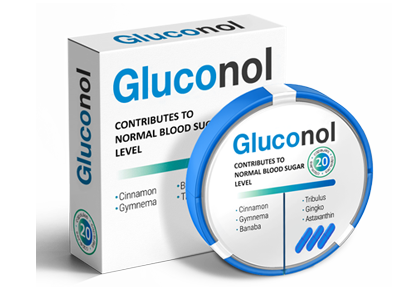 Gluconol
Gluconol
CONTRIBUTES TO
NORMAL BLOOD SUGAR
LEVEL
• Cinnamon
• Gymnema
20
Gluconol
CONTRIBUTES TO
NORMAL BLOOD SUGAR
LEVEL
20
• Cinnamon
• Gymnema
• Banaba
• Tribulus
• Gingko
• Astaxanthin